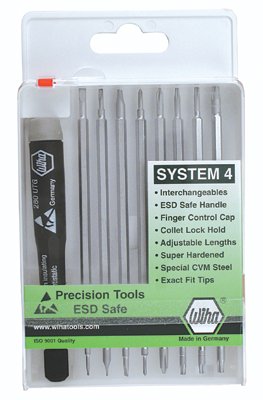 Wiha
260 UTG
Germany
SYSTEM 4
• Interchangeables
• ESD Safe Handle
• Finger Control Cap
• Collet Lock Hold
• Adjustable Lengths
• Super Hardened
• Special CVM Steel
• Exact Fit Tips
Precision Tools
ESD Safe
www.wihatools.com
ISO 9001 Quality
Wiha
Made in Germany